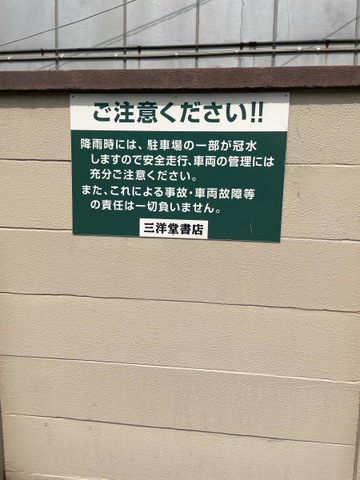 ご注意ください!!
降雨時には、駐車場の一部が冠水
しますので安全走行、車両の管理には
充分ご注意ください。
また、これによる事故・車両故障等
の責任は一切負いません。
三洋堂書店